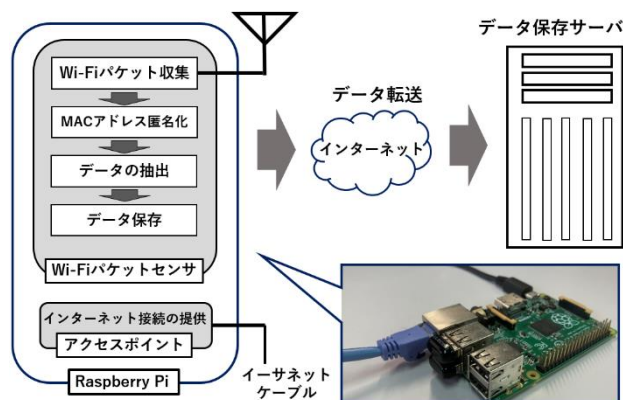 Wi-Fiパケット収集
MACアドレス匿名化
データの抽出
データ保存
Wi-Fiパケットセンサ
インターネット接続の提供
アクセスポイント
Raspberry Pi
イーサネット
ケーブル
データ転送
インターネット
データ保存サーバ